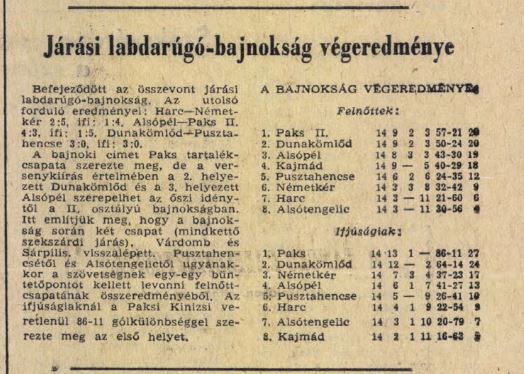 Járási labdarúgó-bajnokság végeredménye
Befejeződött az összevont járási
labdarúgó-bajnokság. Az utolsó
forduló eredményei: Harc—Német-
kér 2:5, ifi: 1:4, Alsópél—Paks II.
4:3, ifi: 1:5, Dunakömlőd—Puszta-
hencse 3:0, ifi: 3:0.
A bajnoki címet Paks tartalék-
csapata szerezte meg, de a ver-
senykiírás értelmében a 2. helye-
zett Dunakömlőd és a 3. helyezett
Alsópél szerepelhet az őszi idény-
től a II. osztályú bajnokságban.
Itt említjük meg, hogy a bajnok-
ság során két csapat (mindkettő
szekszárdi járás), Várdomb és
Sárpilis, visszalépett. Pusztahen-
csétől és Alsótengelictől ugyanak-
kor a szövetségnek egy-egy bün-
tetőpontot kellett levonni felnőtt-
csapatának összeredményéből. Az
ifjúságiaknál a Paksi Kinizsi ve-
retlenül 86-11 gólkülönbséggel sze-
rezte meg az első helyet.
A BAJNOKSÁG VÉGEREDMÉNYE
Felnőttek:
1. Paks II. 14 9 2 3 57-21 20
2. Dunakömlőd 14 9 2 3 50-24 20
3. Alsópél 14 8 3 3 43-30 19
4. Kajmád 14 9 — 5 40-29 18
5. Pusztahencse 14 6 2 6 24-35 12
6. Németkér 14 3 3 8 32-42 9
7. Harc 14 3 — 11 21-60 6
8. Alsótengelic 14 3 — 11 30-56
Ifjúságiak:
1. Paks 14 13 1 — 86-11 27
2. Dunakömlőd 14 12 — 2 64-14 24
3. Németkér 14 7 3 4 37-23 17
4. Alsópél 14 6 1 7 41-27 13
5. Pusztahencse 14 5 — 9 26-41 10
6. Harc 14 4 1 9 22-54 9
7. Alsótengelic 14 3 1 10 20-79 7
8. Kajmád 14 2 1 11 16-63